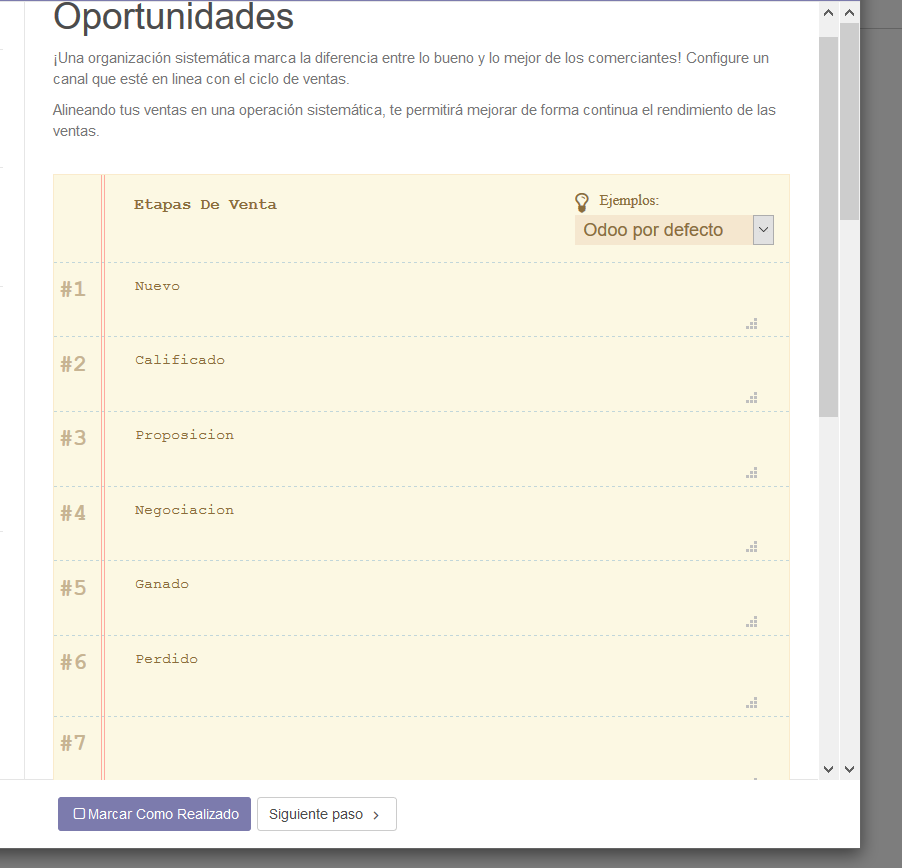 Oportunidades
¡Una organización sistemática marca la diferencia entre lo bueno y lo mejor de los comerciantes! Configure un
canal que esté en linea con el ciclo de ventas.
Alineando tus ventas en una operación sistemática, te permitirá mejorar de forma continua el rendimiento de las
ventas.
Etapas De Venta
Ejemplos:
Odoo por defecto
#1 Nuevo
#2 Calificado
#3 Proposicion
#4 Negociacion
#5 Ganado
#6 Perdido
#7
Marcar Como Realizado
Siguiente paso